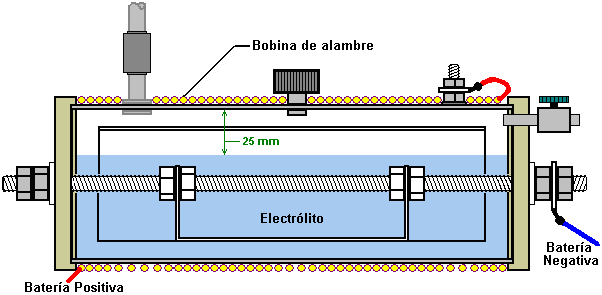 Bobina de alambre
25 mm
Electrólito
Batería
Negativa
Batería Positiva